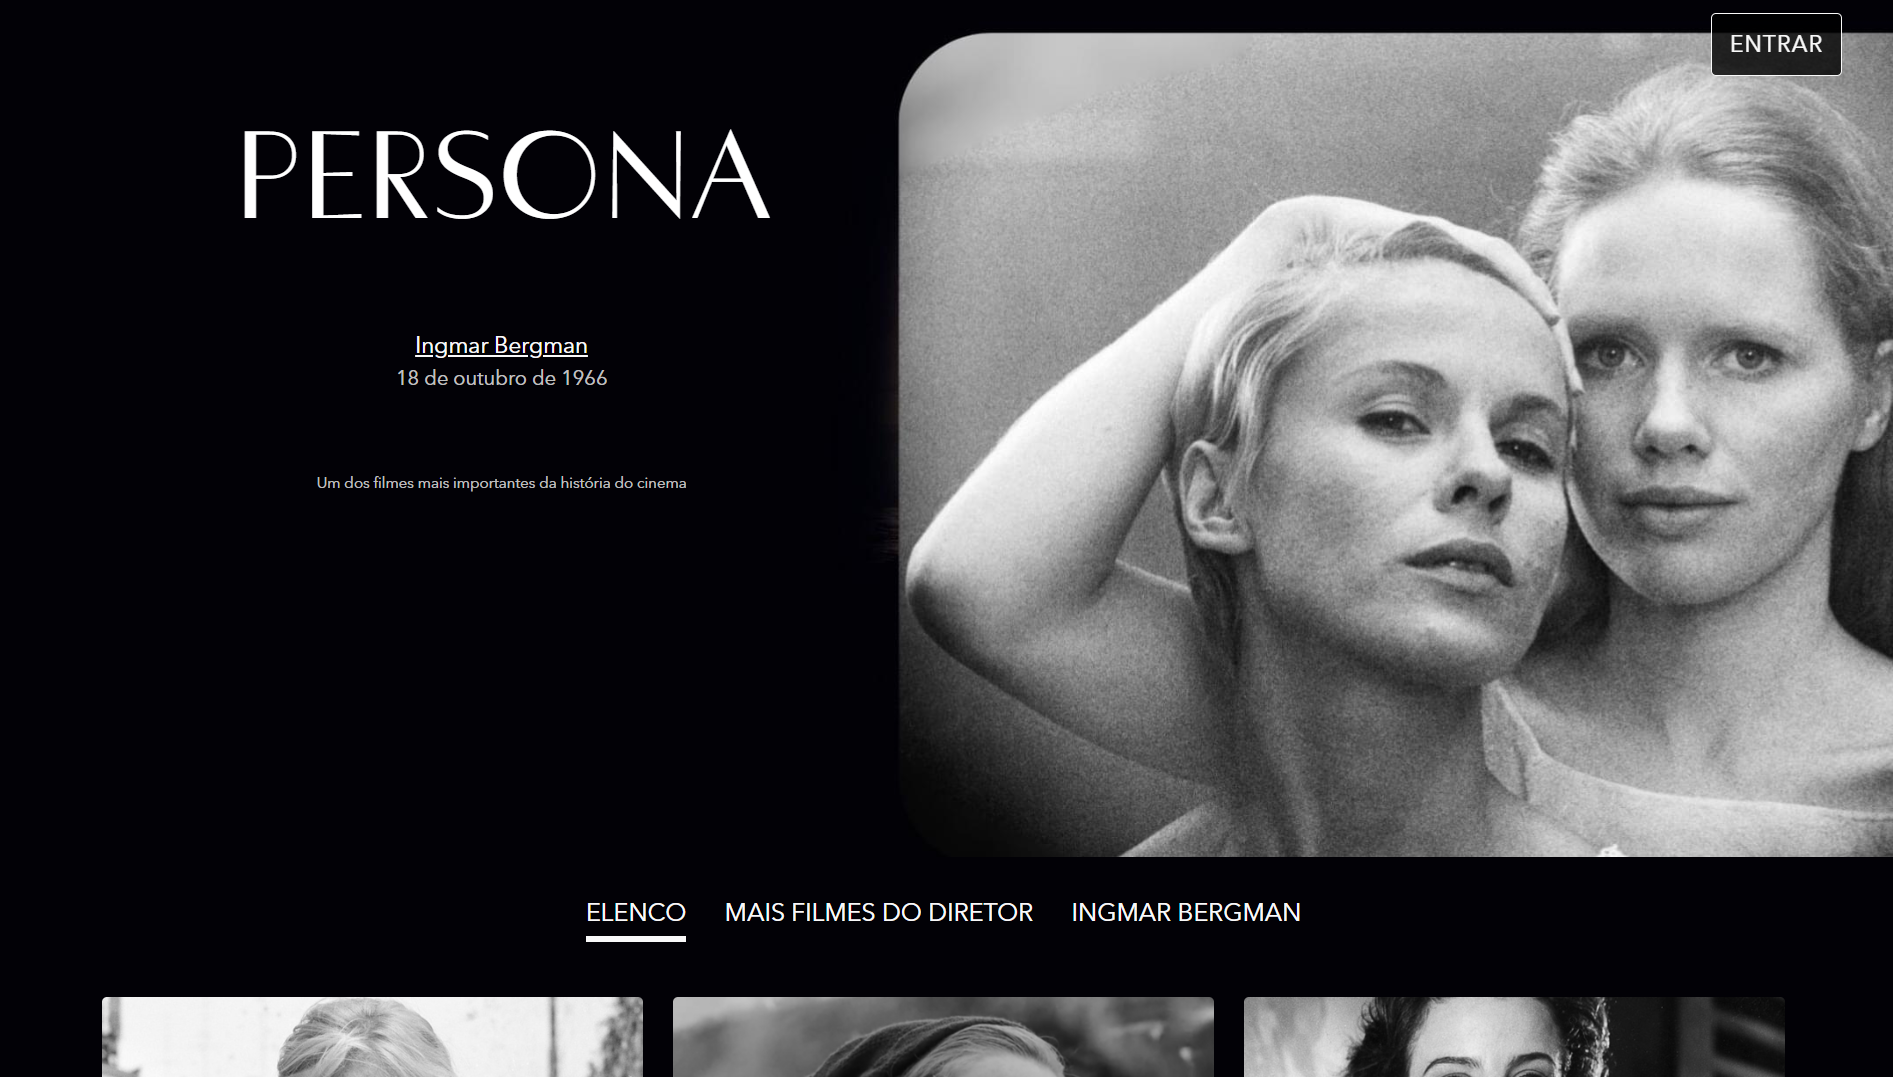 ENTRAR
PERSONA
Ingmar Bergman
18 de outubro de 1966
Um dos filmes mais importantes da história do cinema
ELENCO
MAIS FILMES DO DIRETOR
INGMAR BERGMAN